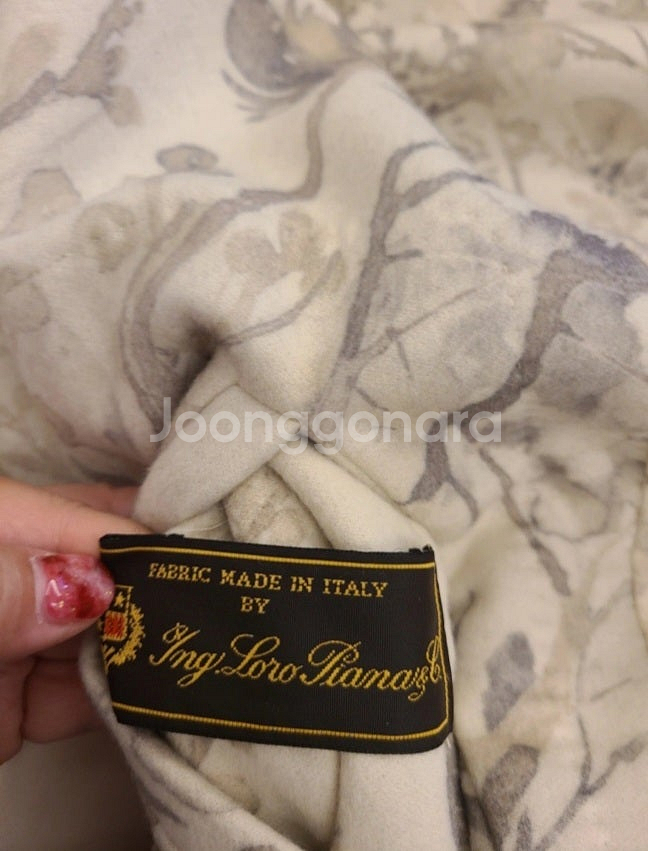 Joonggonara
FABRIC MADE IN ITALY
BY
Ing. Loro Piana & C